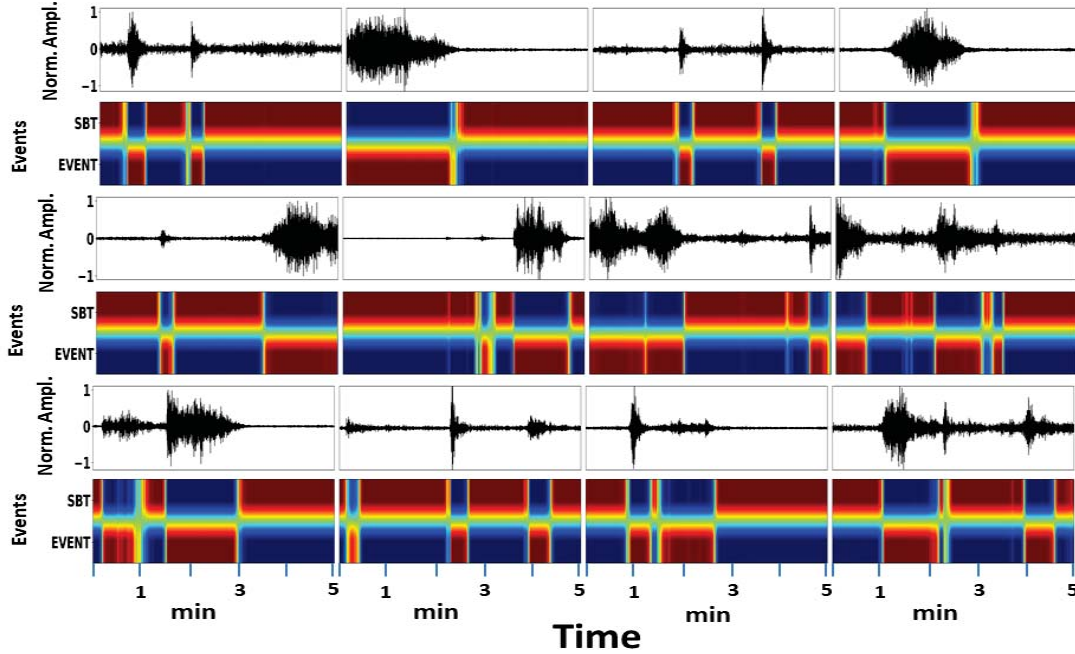 Norm. Ampl.
1
0
-1
Events
SBT
EVENT
Norm. Ampl.
1
0
-1
Events
SBT
EVENT
Norm. Ampl.
1
0
-1
Events
SBT
EVENT
1 3 5 1 3 5 1 3 5 1 3 5
min min min min
Time